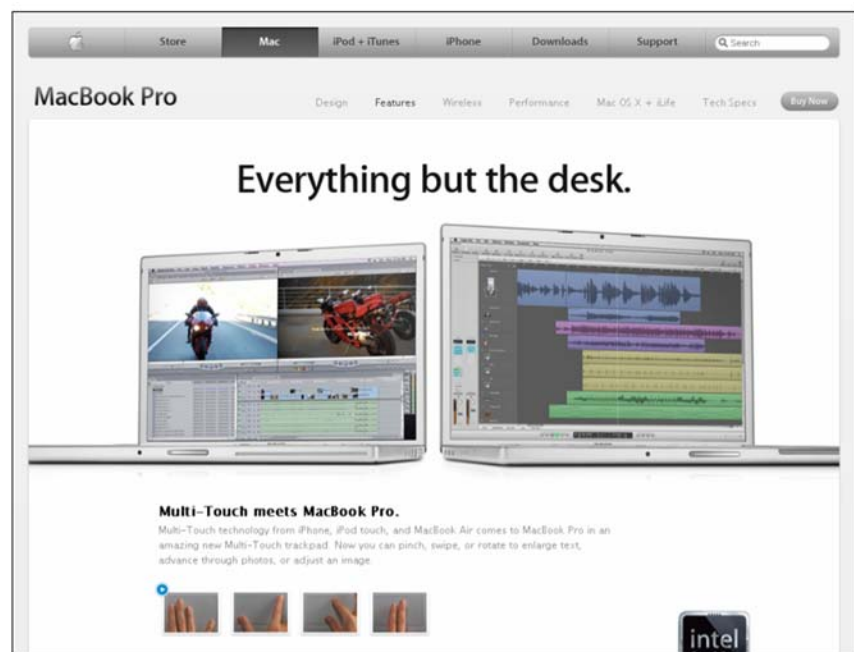 Store Mac iPod + iTunes iPhone Downloads Support Search
MacBook Pro Design Features Wireless Performance Mac OS X + iLife Tech Specs Buy Now
Everything but the desk.
Multi-Touch meets MacBook Pro.
Multi-Touch technology from iPhone, iPod touch, and MacBook Air comes to MacBook Pro in an
amazing new Multi-Touch trackpad. Now you can pinch, swipe, or rotate to enlarge text,
advance through photos, or adjust an image.
intel